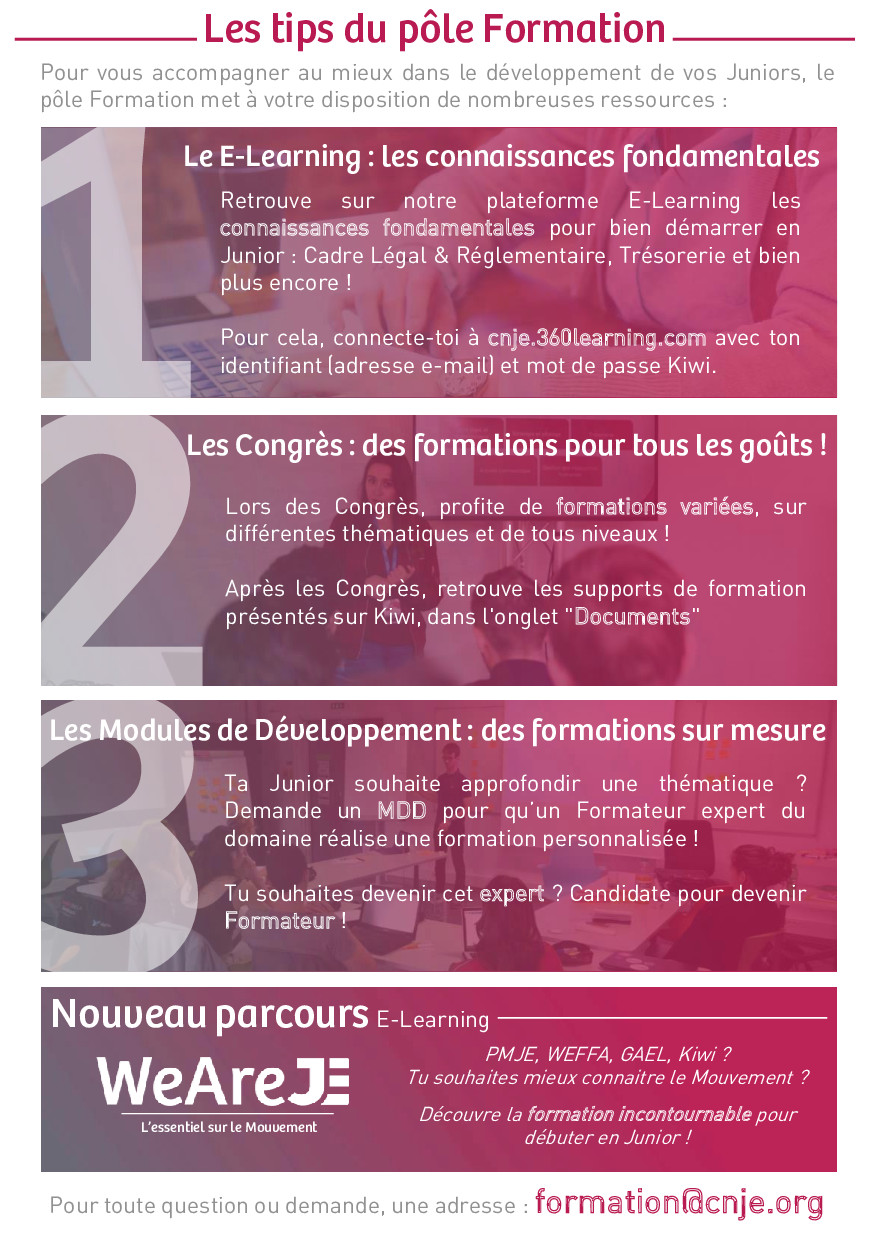 Les tips du pôle Formation
Pour vous accompagner au mieux dans le développement de vos Juniors, le
pôle Formation met à votre disposition de nombreuses ressources :
1
Le E-Learning : les connaissances fondamentales
Retrouve sur notre plateforme E-Learning les
connaissances fondamentales pour bien démarrer en
Junior : Cadre Légal & Réglementaire, Trésorerie et bien
plus encore !
Pour cela, connecte-toi à cnje.360learning.com avec ton
identifiant (adresse e-mail) et mot de passe Kiwi.
2
Les Congrès : des formations pour tous les goûts !
Lors des Congrès, profite de formations variées, sur
différentes thématiques et de tous niveaux !
Après les Congrès, retrouve les supports de formation
présentés sur Kiwi, dans l'onglet "Documents"
3
Les Modules de Développement : des formations sur mesure
Ta Junior souhaite approfondir une thématique ?
Demande un MDD pour qu'un Formateur expert du
domaine réalise une formation personnalisée !
Tu souhaites devenir cet expert ? Candidate pour devenir
Formateur !
Nouveau parcours E-Learning
WeAreJE
L'essentiel sur le Mouvement
PMJE, WEFFA, GAEL, Kiwi ?
Tu souhaites mieux connaitre le Mouvement ?
Découvre la formation incontournable pour
débuter en Junior !
Pour toute question ou demande, une adresse : formation@cnje.org